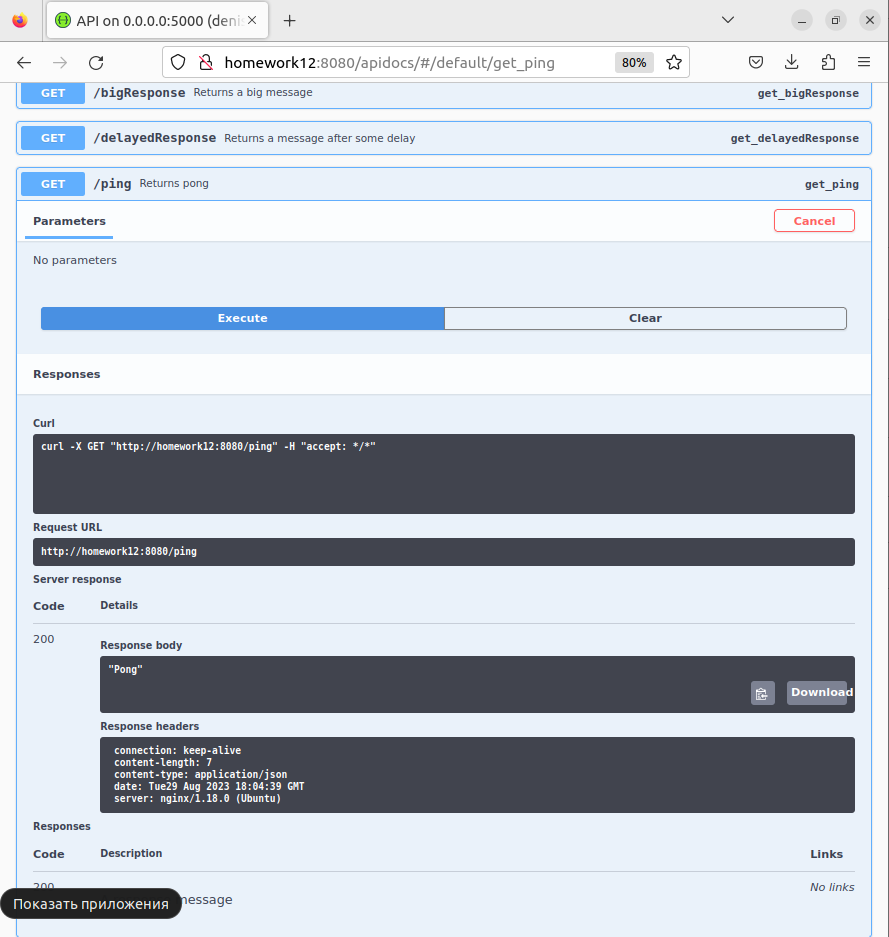 API on 0.0.0.0:5000 (deni
homework12:8080/apidocs/#/default/get_ping
80%
GET /bigResponse Returns a big message get_bigResponse
GET /delayedResponse Returns a message after some delay get_delayedResponse
GET /ping Returns pong get_ping
Parameters Cancel
No parameters
Execute Clear
Responses
Curl
curl -X GET "http://homework12:8080/ping" -H "accept: */*"
Request URL
http://homework12:8080/ping
Server response
Code Details
200
Response body
"Pong"
Download
Response headers
connection: keep-alive
content-length: 7
content-type: application/json
date: Tue29 Aug 2023 18:04:39 GMT
server: nginx/1.18.0 (Ubuntu)
Responses
Code Description Links
200 No links
message
Показать приложения